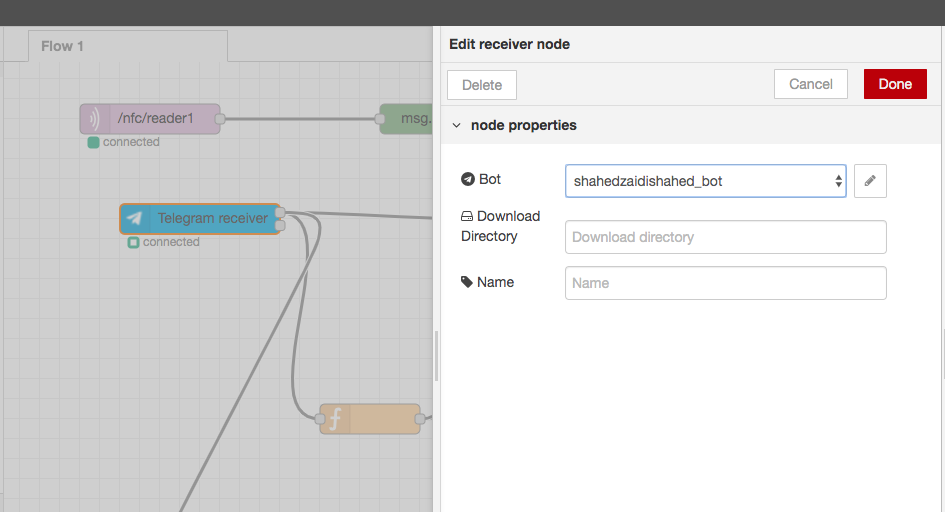 Flow 1
/nfc/reader1
msg.
connected
Telegram receiver
connected
Edit receiver node
Delete
Cancel
Done
node properties
Bot
shahedzaidishahed_bot
Download
Directory
Download directory
Name
Name